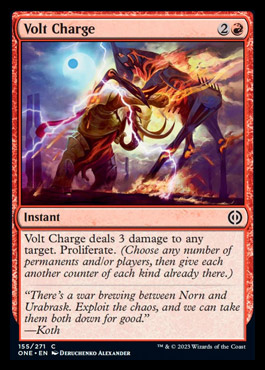 Volt Charge 2
Instant
Volt Charge deals 3 damage to any
target. Proliferate. (Choose any number of
permanents and/or players, then give each
another counter of each kind already there.)
"There's a war brewing between Norn and
Urabrask. Exploit the chaos, and we can take
them both down for good."
—Koth
155/271 C
ONE • EN Deruchenko Alexander
™ & © 2023 Wizards of the Coast